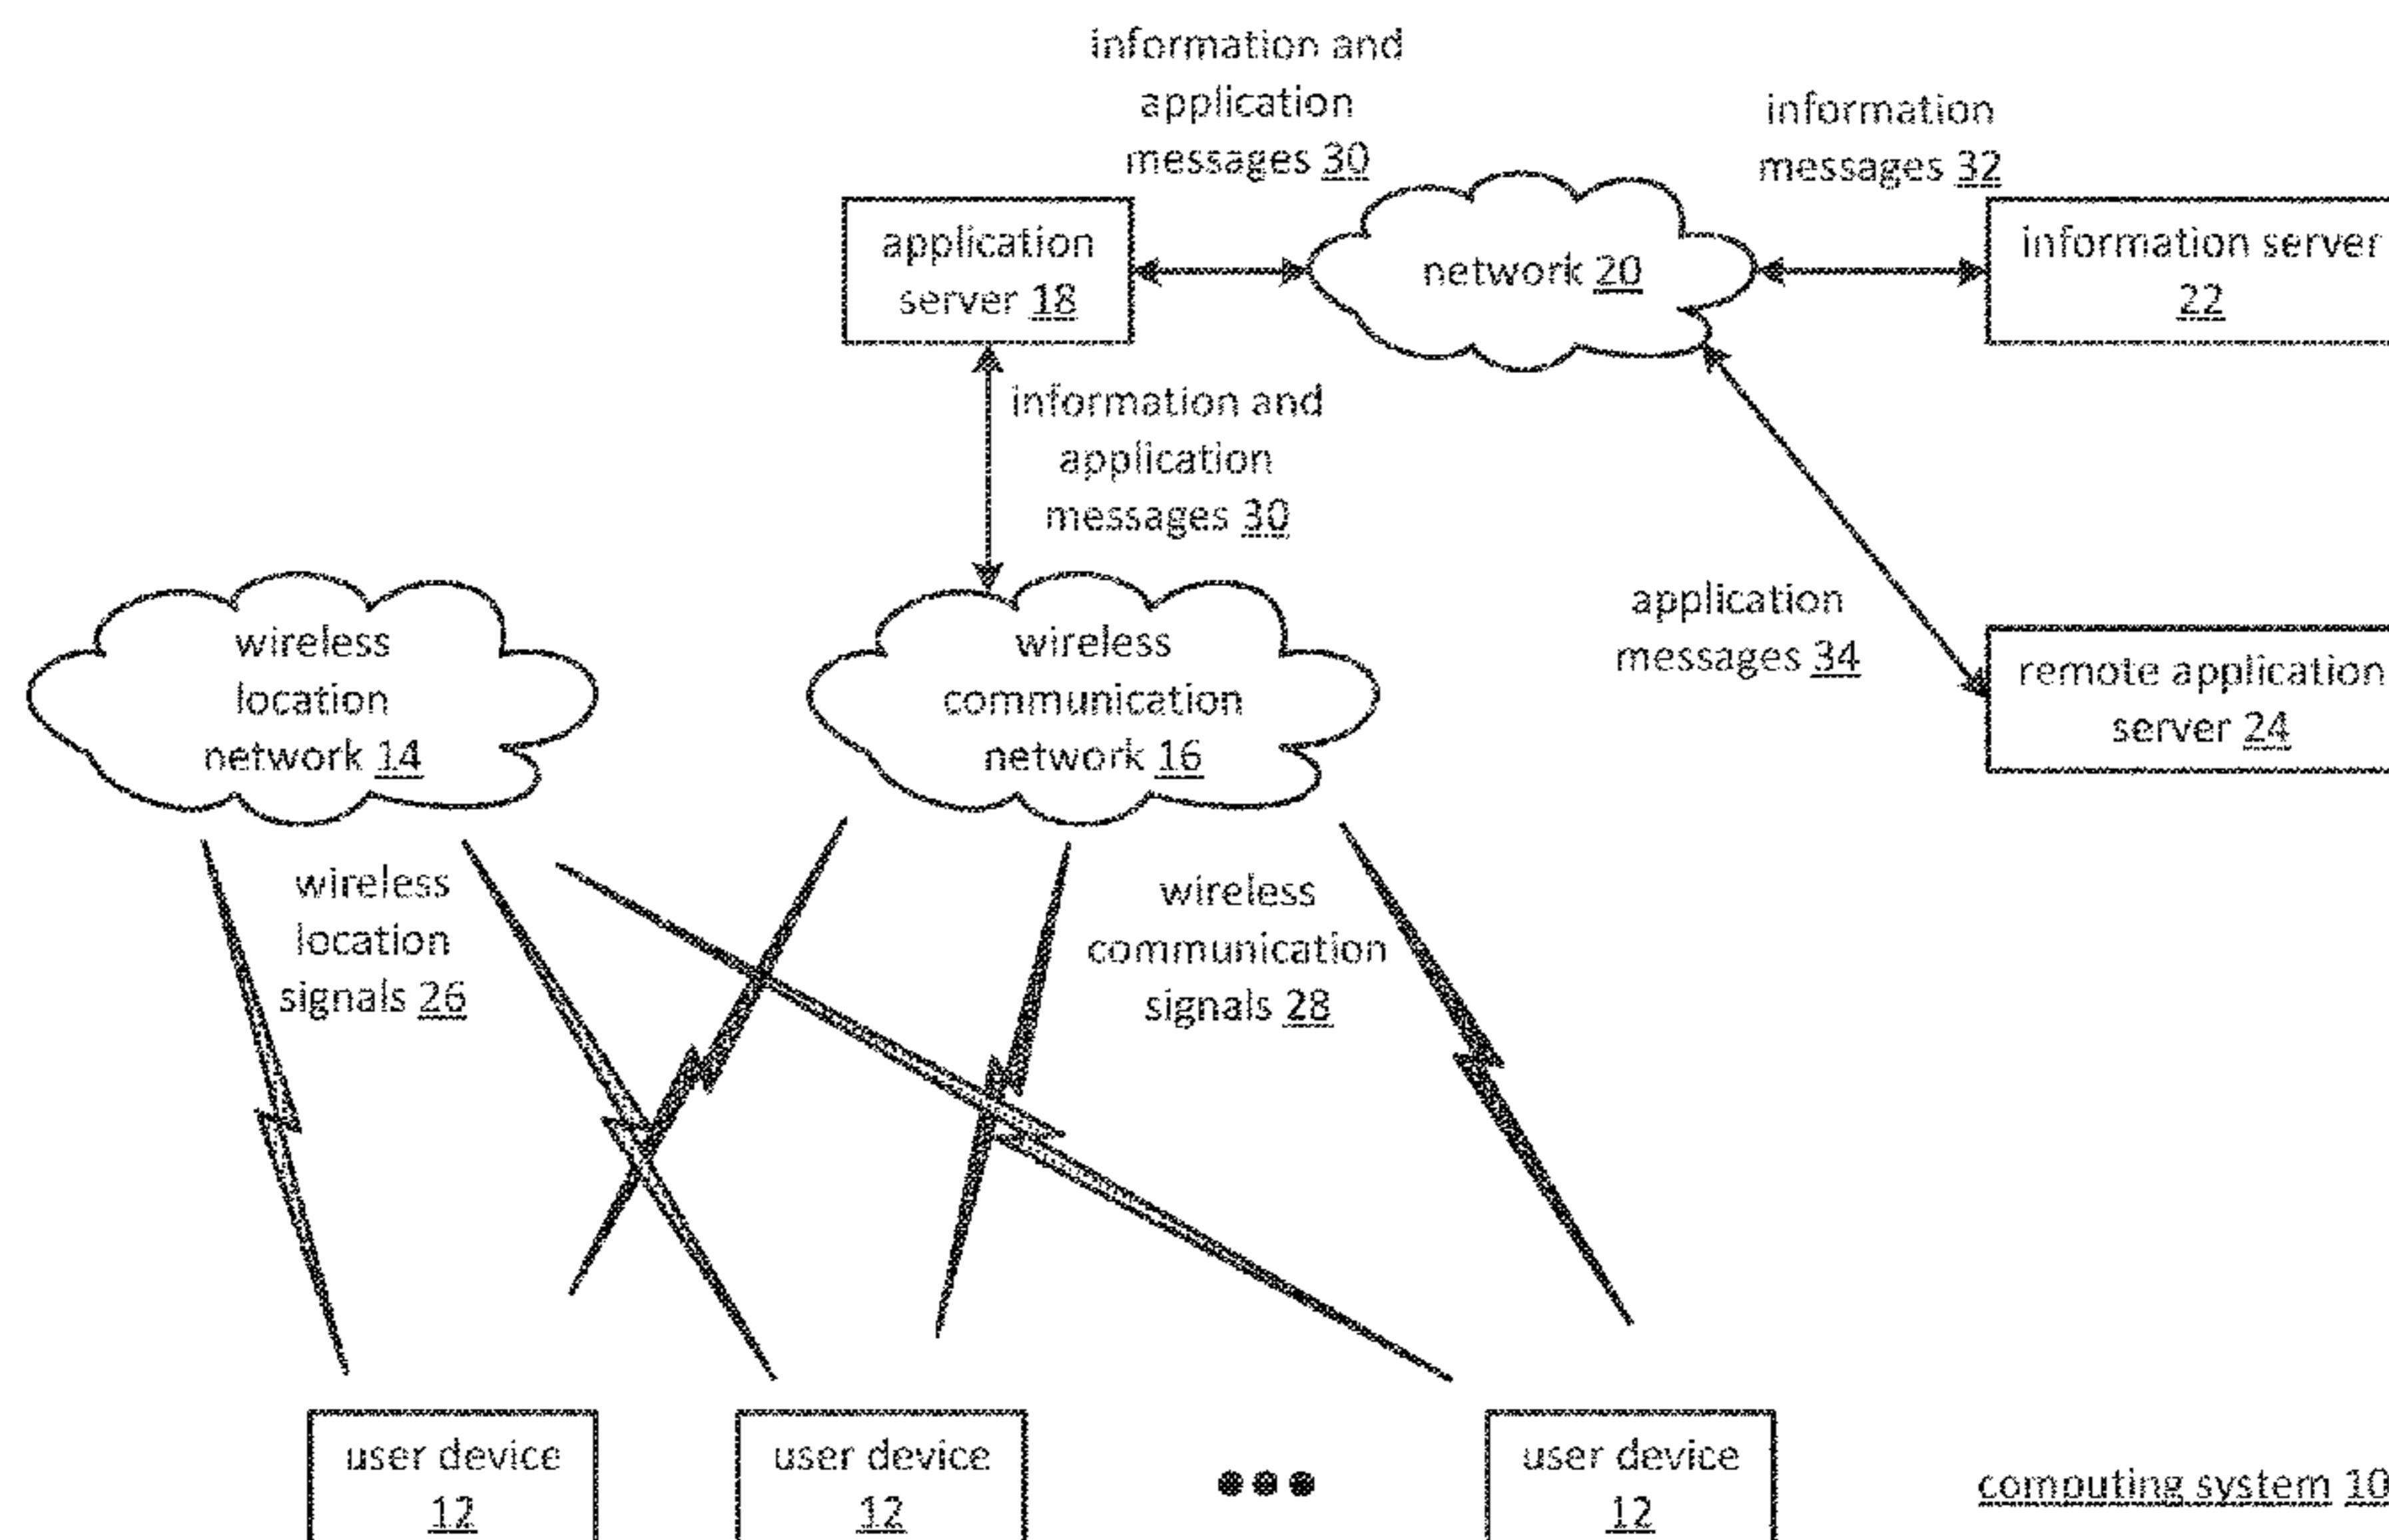 information and
application
messages 30
information
messages 32
application
server 18
network 20
information server
22
information and
application
messages 30
wireless
location
network 14
wireless
communication
network 16
application
messages 34
remote application
server 24
wireless
location
signals 26
wireless
communication
signals 28
user device
12
user device
12
user device
12
computing system 10